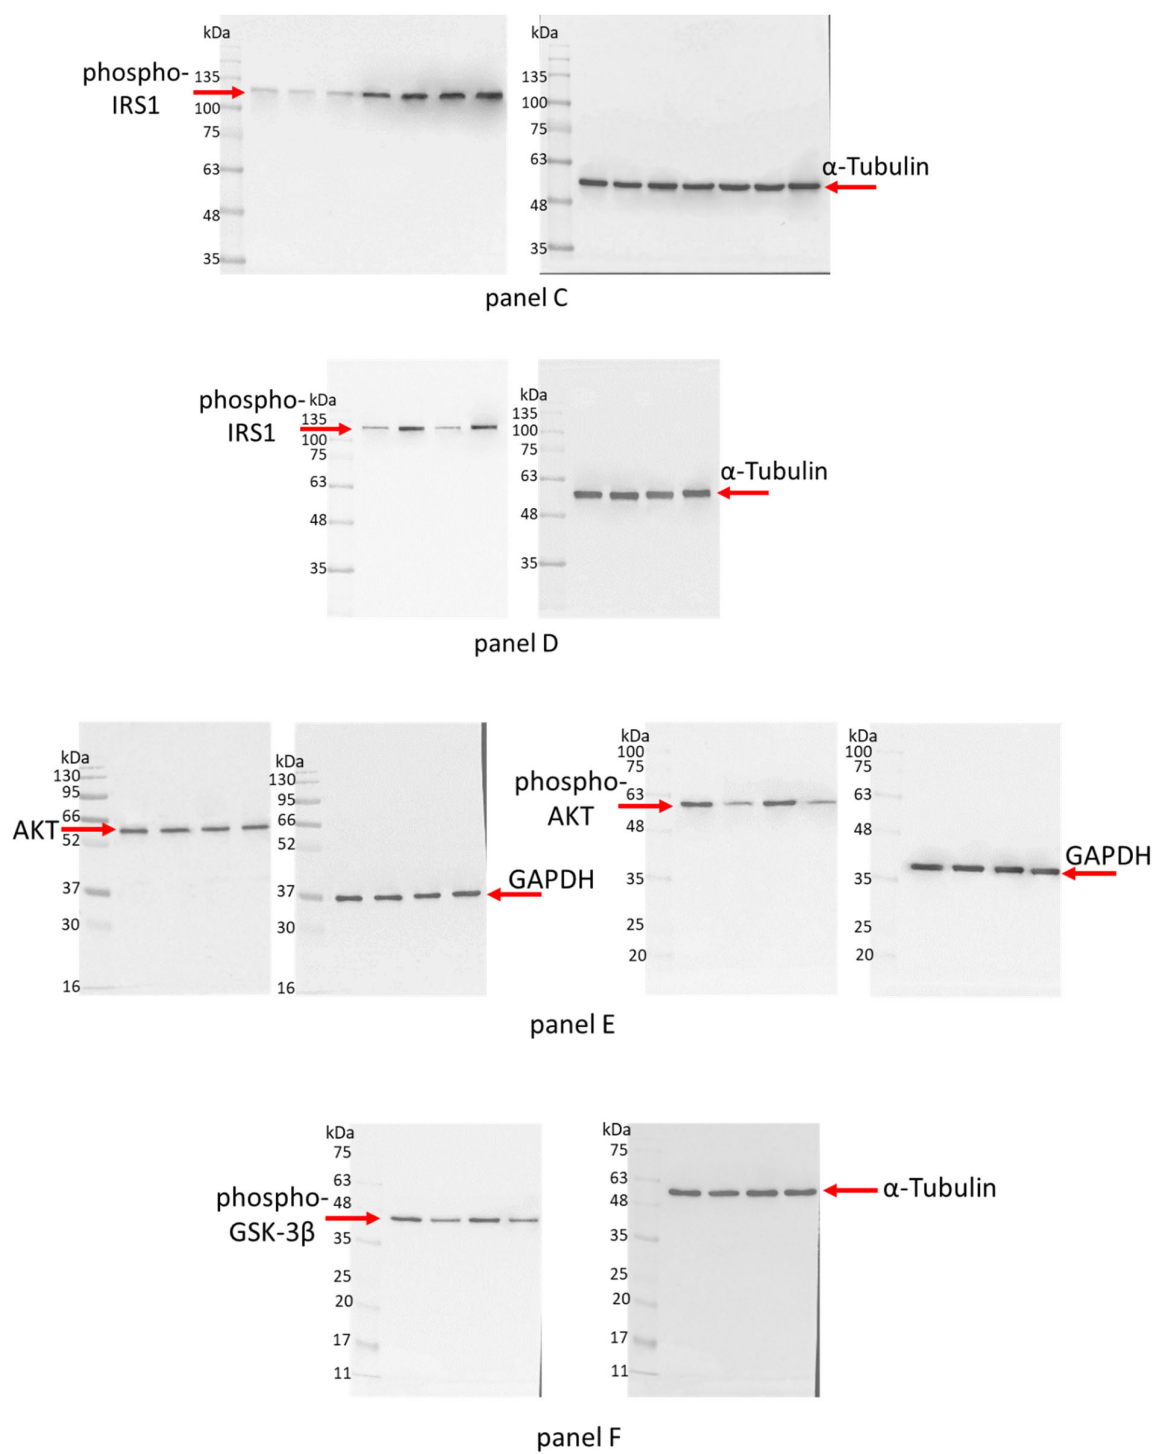 kDa
phospho-
IRS1
135
100
75
63
48
35
kDa
135
100
75
63
48
35
α-Tubulin
panel C
phospho-
IRS1
kDa
135
100
75
63
48
35
kDa
135
100
75
63
48
35
α-Tubulin
panel D
kDa
130
95
66
52
37
30
16
AKT
kDa
130
95
66
52
37
30
16
GAPDH
phospho-
AKT
kDa
100
75
63
48
35
25
20
kDa
100
75
63
48
35
25
20
GAPDH
panel E
kDa
75
63
48
35
25
20
17
11
phospho-
GSK-3β
kDa
75
63
48
35
25
20
17
11
α-Tubulin
panel F